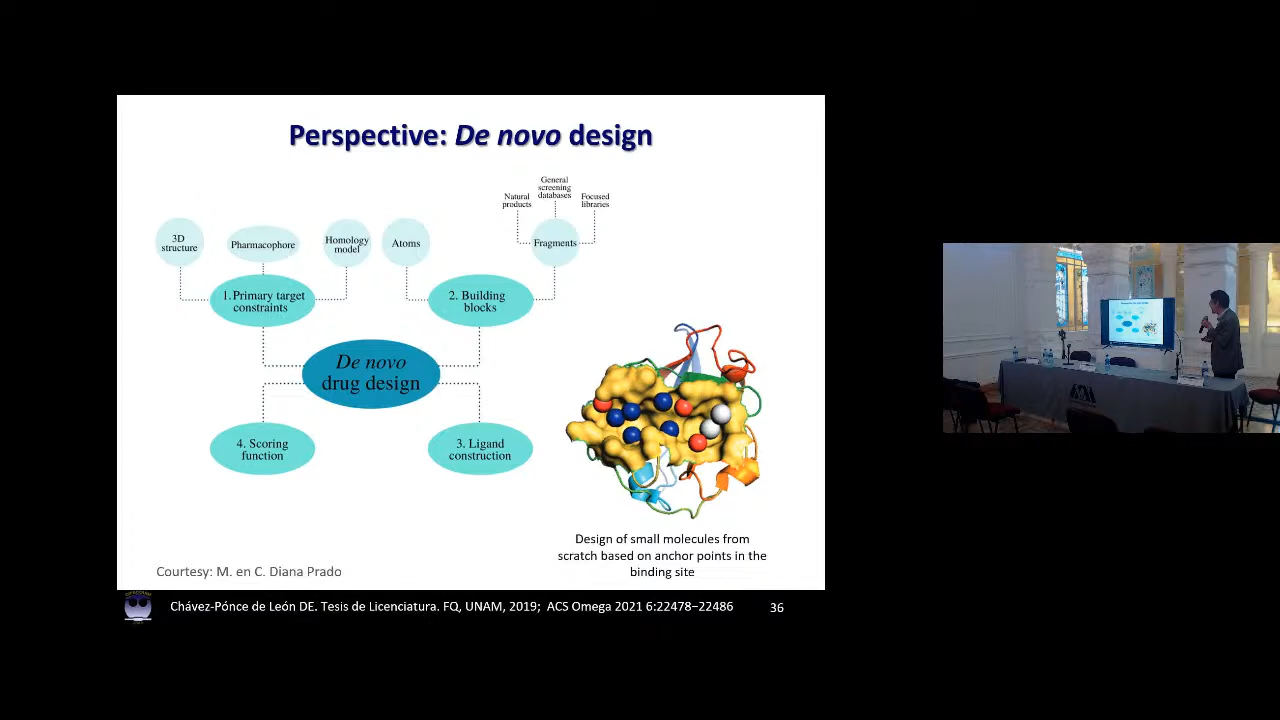 Perspective: De novo design
General
screening
databases
Natural
products
Focused
libraries
3D
structure
Pharmacophore
Homology
model
Atoms
Fragments
1. Primary target
constraints
2. Building
blocks
De novo
drug design
4. Scoring
function
3. Ligand
construction
Design of small molecules from
scratch based on anchor points in the
binding site
Courtesy: M. en C. Diana Prado
Chávez-Pónce de León DE. Tesis de Licenciatura. FQ, UNAM, 2019; ACS Omega 2021 6:22478−22486
36